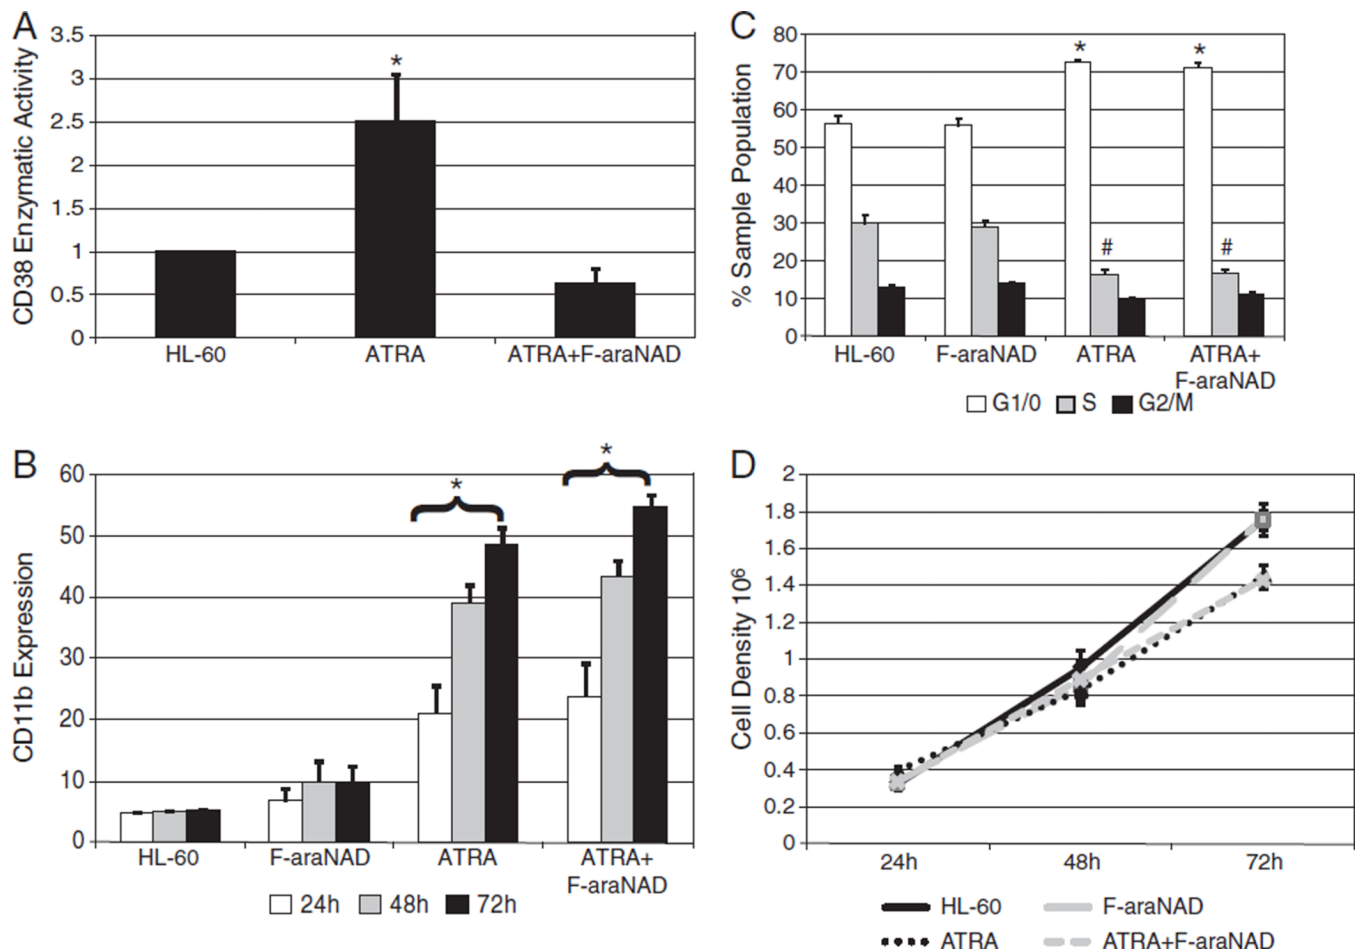 A
CD38 Enzymatic Activity
3.5
3
2.5
2
1.5
1
0.5
0
*
HL-60 ATRA ATRA+F-araNAD
C
% Sample Population
80
70
60
50
40
30
20
10
0
* *
# #
HL-60 F-araNAD ATRA ATRA+
F-araNAD
G1/0 S G2/M
B
CD11b Expression
60
50
40
30
20
10
0
* *
HL-60 F-araNAD ATRA ATRA+
F-araNAD
24h 48h 72h
D
Cell Density 10⁶
2
1.8
1.6
1.4
1.2
1
0.8
0.6
0.4
0.2
0
24h 48h 72h
HL-60 F-araNAD
ATRA ATRA+F-araNAD